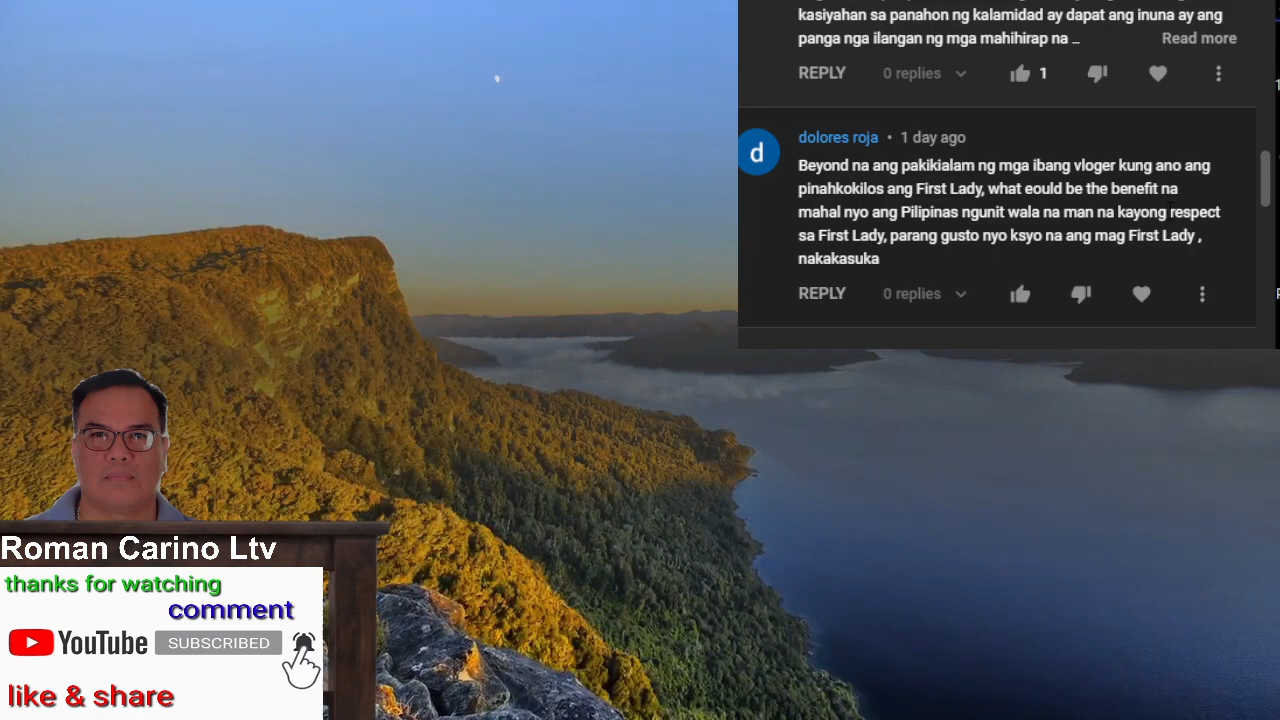 kasiyahan sa panahon ng kalamidad ay dapat ang inuna ay ang
panga nga ilangan ng mga mahihirap na ...
Read more
REPLY 0 replies 1
d
dolores roja • 1 day ago
Beyond na ang pakikialam ng mga ibang vloger kung ano ang
pinahkokilos ang First Lady, what eould be the benefit na
mahal nyo ang Pilipinas ngunit wala na man na kayong respect
sa First Lady, parang gusto nyo ksyo na ang mag First Lady ,
nakakasuka
REPLY 0 replies
Roman Carino Ltv
thanks for watching
comment
YouTube SUBSCRIBED
like & share